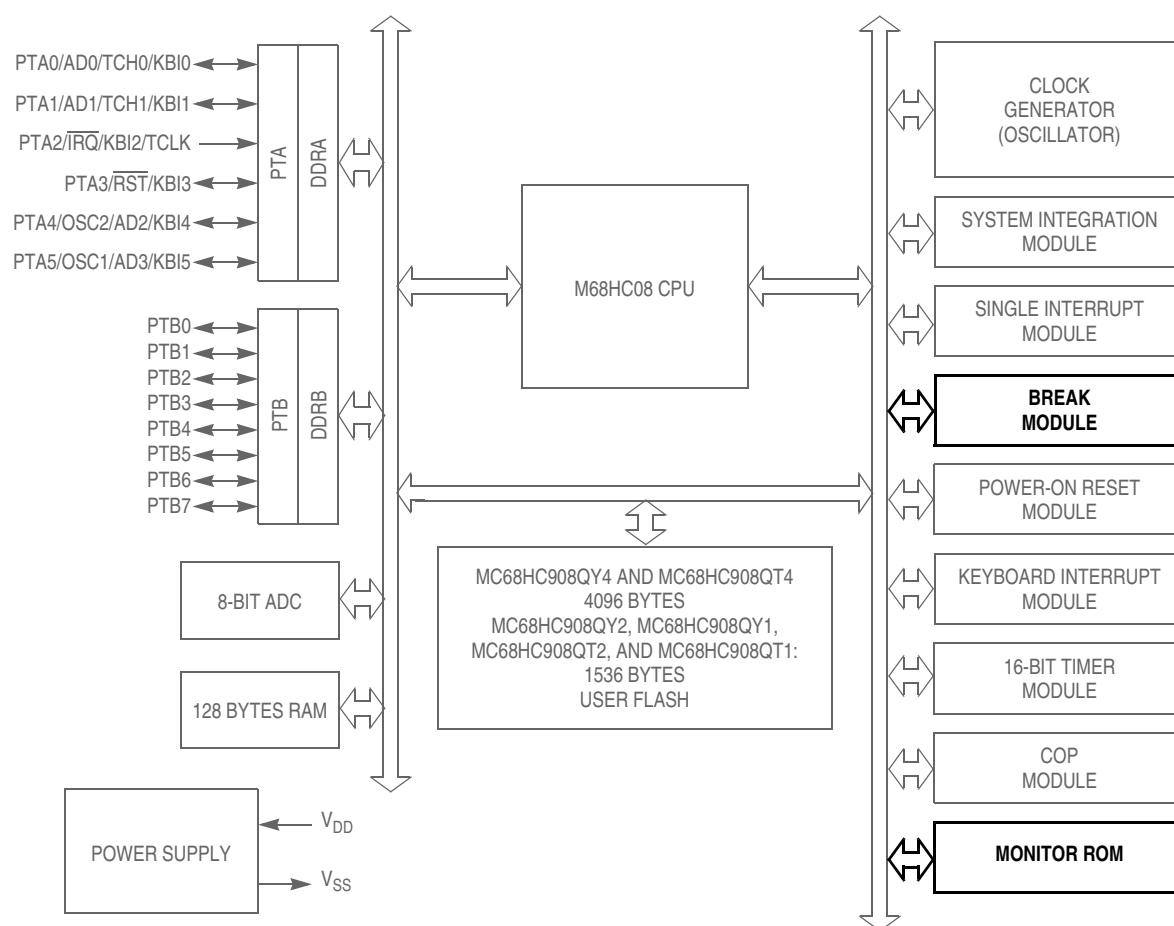 PTA0/AD0/TCH0/KBI0
PTA1/AD1/TCH1/KBI1
PTA2/I̅R̅Q̅/KBI2/TCLK
PTA3/R̅S̅T̅/KBI3
PTA4/OSC2/AD2/KBI4
PTA5/OSC1/AD3/KBI5
PTA
DDRA
PTB0
PTB1
PTB2
PTB3
PTB4
PTB5
PTB6
PTB7
PTB
DDRB
8-BIT ADC
128 BYTES RAM
POWER SUPPLY
VDD
VSS
M68HC08 CPU
MC68HC908QY4 AND MC68HC908QT4
4096 BYTES
MC68HC908QY2, MC68HC908QY1,
MC68HC908QT2, AND MC68HC908QT1:
1536 BYTES
USER FLASH
CLOCK
GENERATOR
(OSCILLATOR)
SYSTEM INTEGRATION
MODULE
SINGLE INTERRUPT
MODULE
BREAK
MODULE
POWER-ON RESET
MODULE
KEYBOARD INTERRUPT
MODULE
16-BIT TIMER
MODULE
COP
MODULE
MONITOR ROM